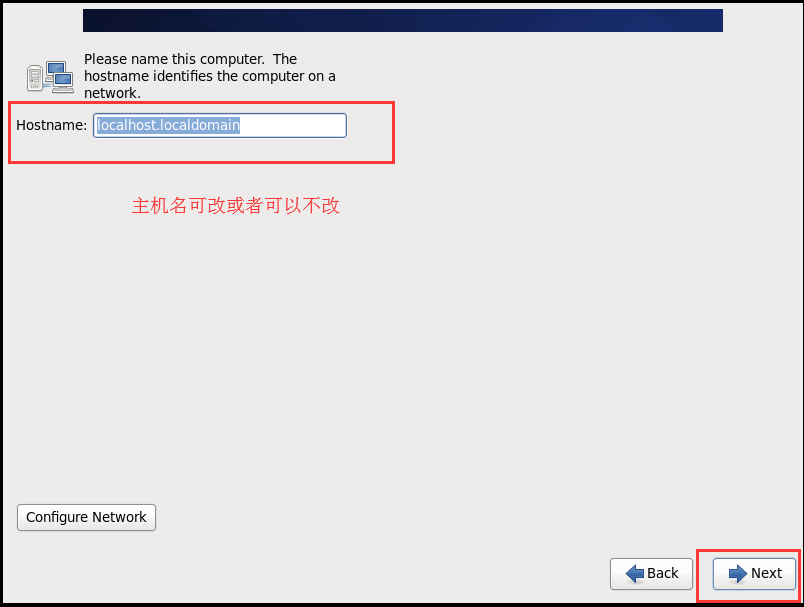 Please name this computer.  The
hostname identifies the computer on a
network.
Hostname: localhost.localdomain
主机名可改或者可以不改
Configure Network
Back Next